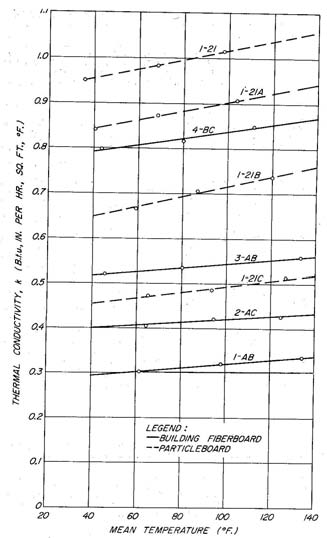 1.1
1.0
0.9
0.8
0.7
0.6
0.5
0.4
0.3
0.2
0.1
0
THERMAL CONDUCTIVITY, k (B.t.u., IN. PER HR., SQ. FT., °F.)
1-21
1-21A
4-BC
1-21B
3-AB
1-21C
2-AC
1-AB
LEGEND:
BUILDING FIBERBOARD
PARTICLEBOARD
20 40 60 80 100 120 140
MEAN TEMPERATURE (°F.)